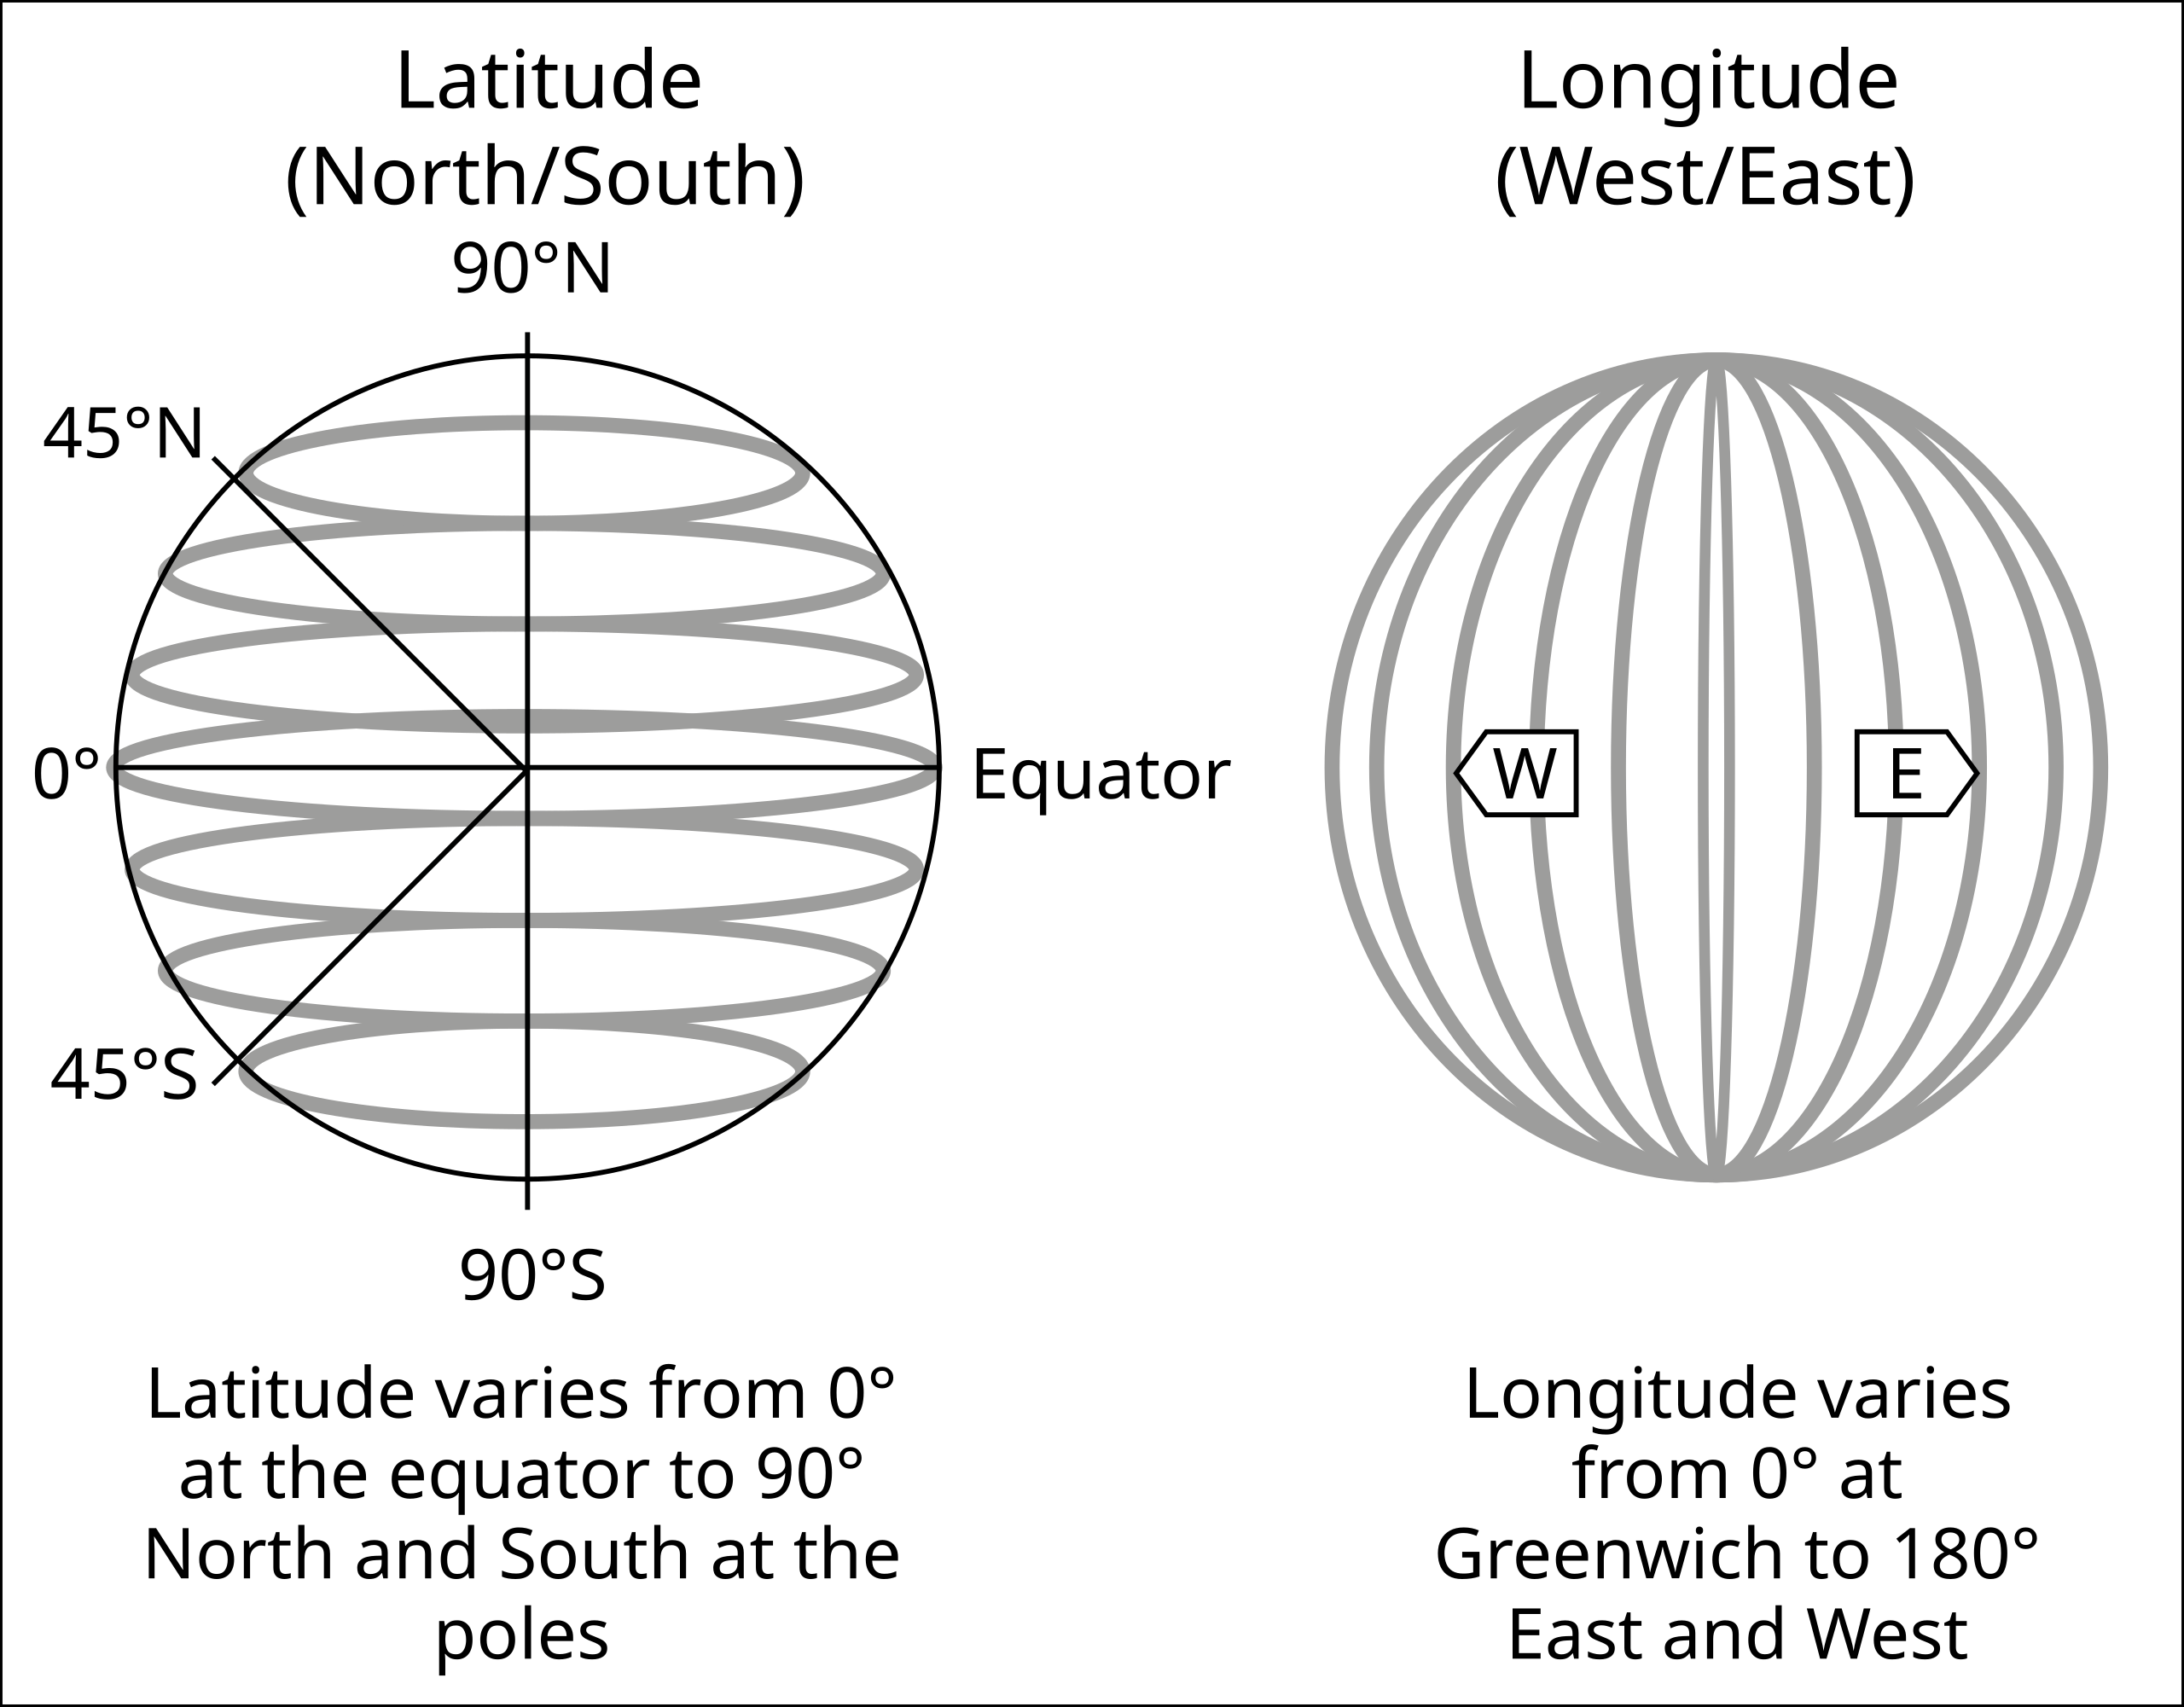 Latitude
(North/South)
90°N
45°N
0°
Equator
45°S
90°S
Latitude varies from 0°
at the equator to 90°
North and South at the
poles
Longitude
(West/East)
W
E
Longitude varies
from 0° at
Greenwich to 180°
East and West